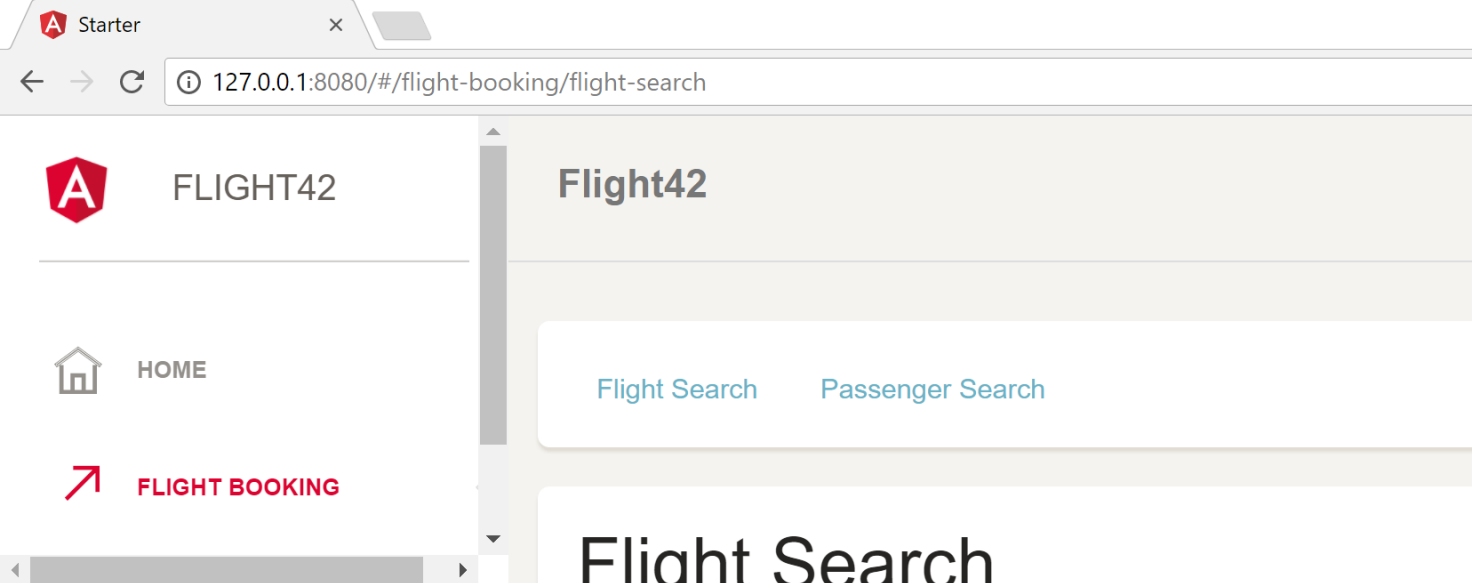 Starter
127.0.0.1:8080/#/flight-booking/flight-search
FLIGHT42
Flight42
HOME
Flight Search Passenger Search
FLIGHT BOOKING
Flight Search